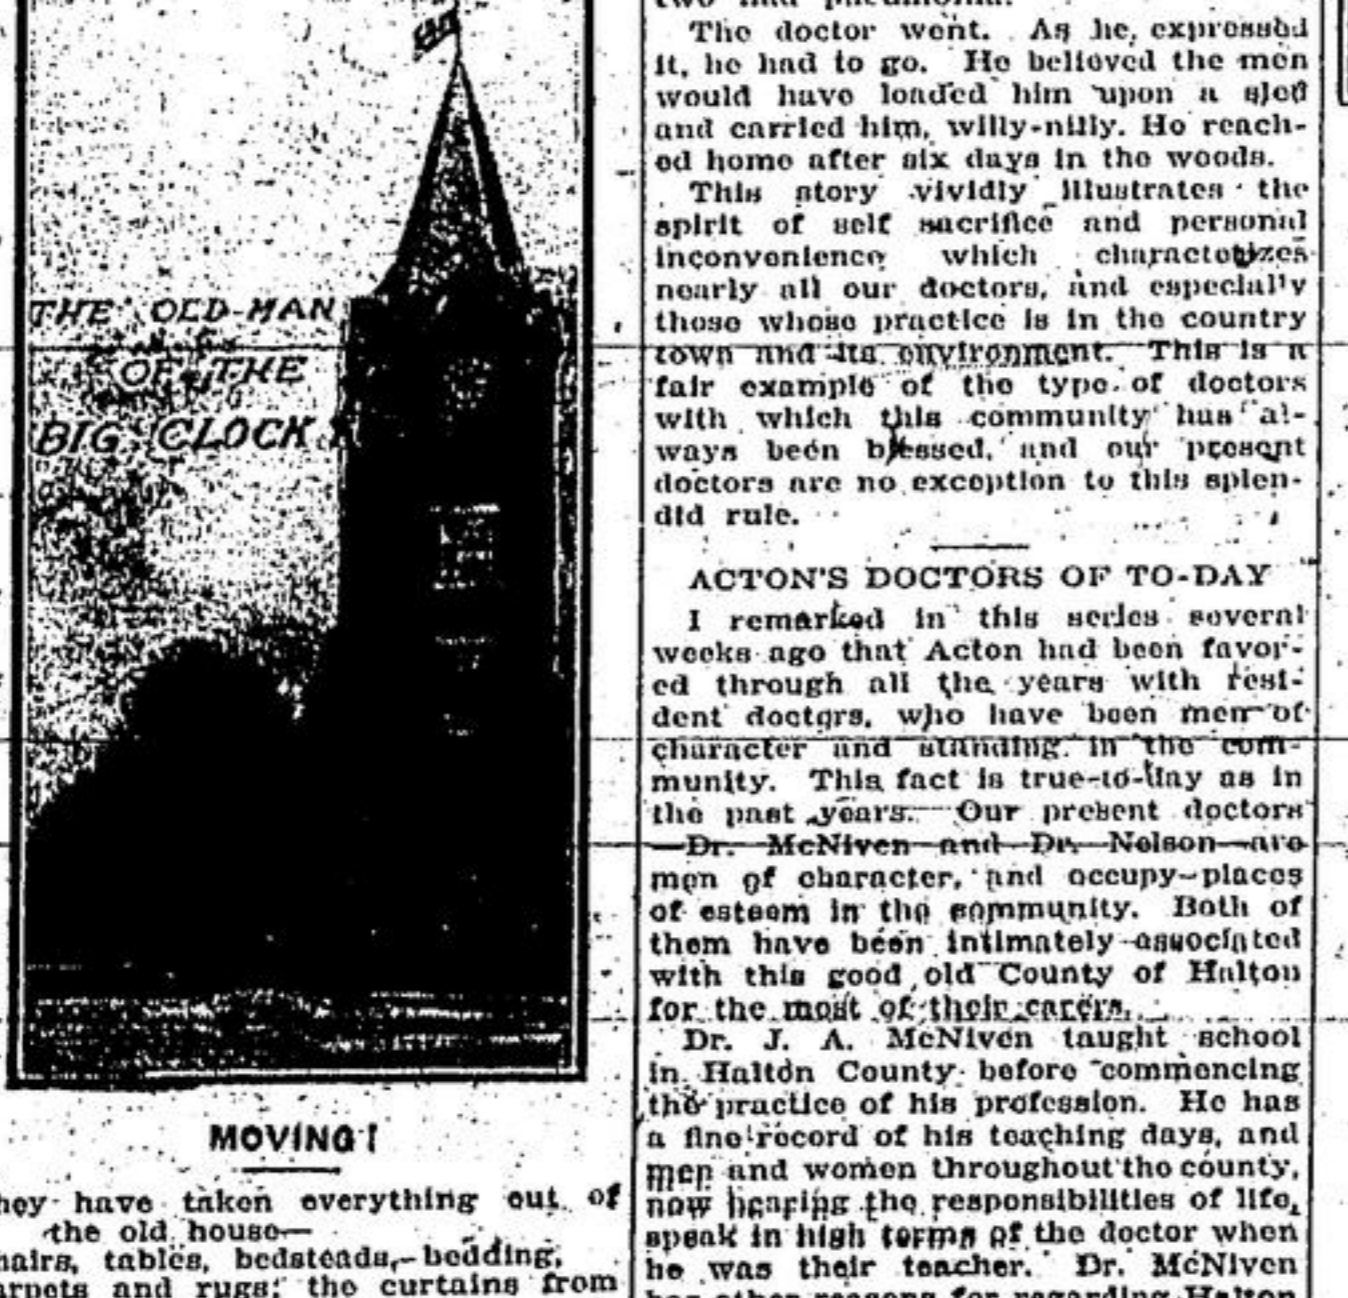 THE OLD MAN
OF THE
BIG CLOCK
MOVING!
hey have taken everything out of
the old house—
hairs, tables, bedsteads, bedding,
arpets and rugs; the curtains from
two had pneumonia.
The doctor went. As he expressed
it, he had to go. He believed the men
would have loaded him upon a sled
and carried him, willy-nilly. He reach-
ed home after six days in the woods.
This story vividly illustrates the
spirit of self sacrifice and personal
inconvenience which characterizes
nearly all our doctors, and especially
those whose practice is in the country
town and its environment. This is a
fair example of the type of doctors
with which this community has al-
ways been blessed, and our present
doctors are no exception to this splen-
did rule.
ACTON'S DOCTORS OF TO-DAY
I remarked in this series several
weeks ago that Acton had been favor-
ed through all the years with resi-
dent doctors, who have been men of
character and standing in the com-
munity. This fact is true to-day as in
the past years. Our present doctors
—Dr. McNiven and Dr. Nelson—are
men of character, and occupy places
of esteem in the community. Both of
them have been intimately associated
with this good old County of Halton
for the most of their carers.
Dr. J. A. McNiven taught school
in Halton County before commencing
the practice of his profession. He has
a fine record of his teaching days, and
men and women throughout the county,
now bearing the responsibilities of life,
speak in high terms of the doctor when
he was their teacher. Dr. McNiven
has other reasons for regarding Halton